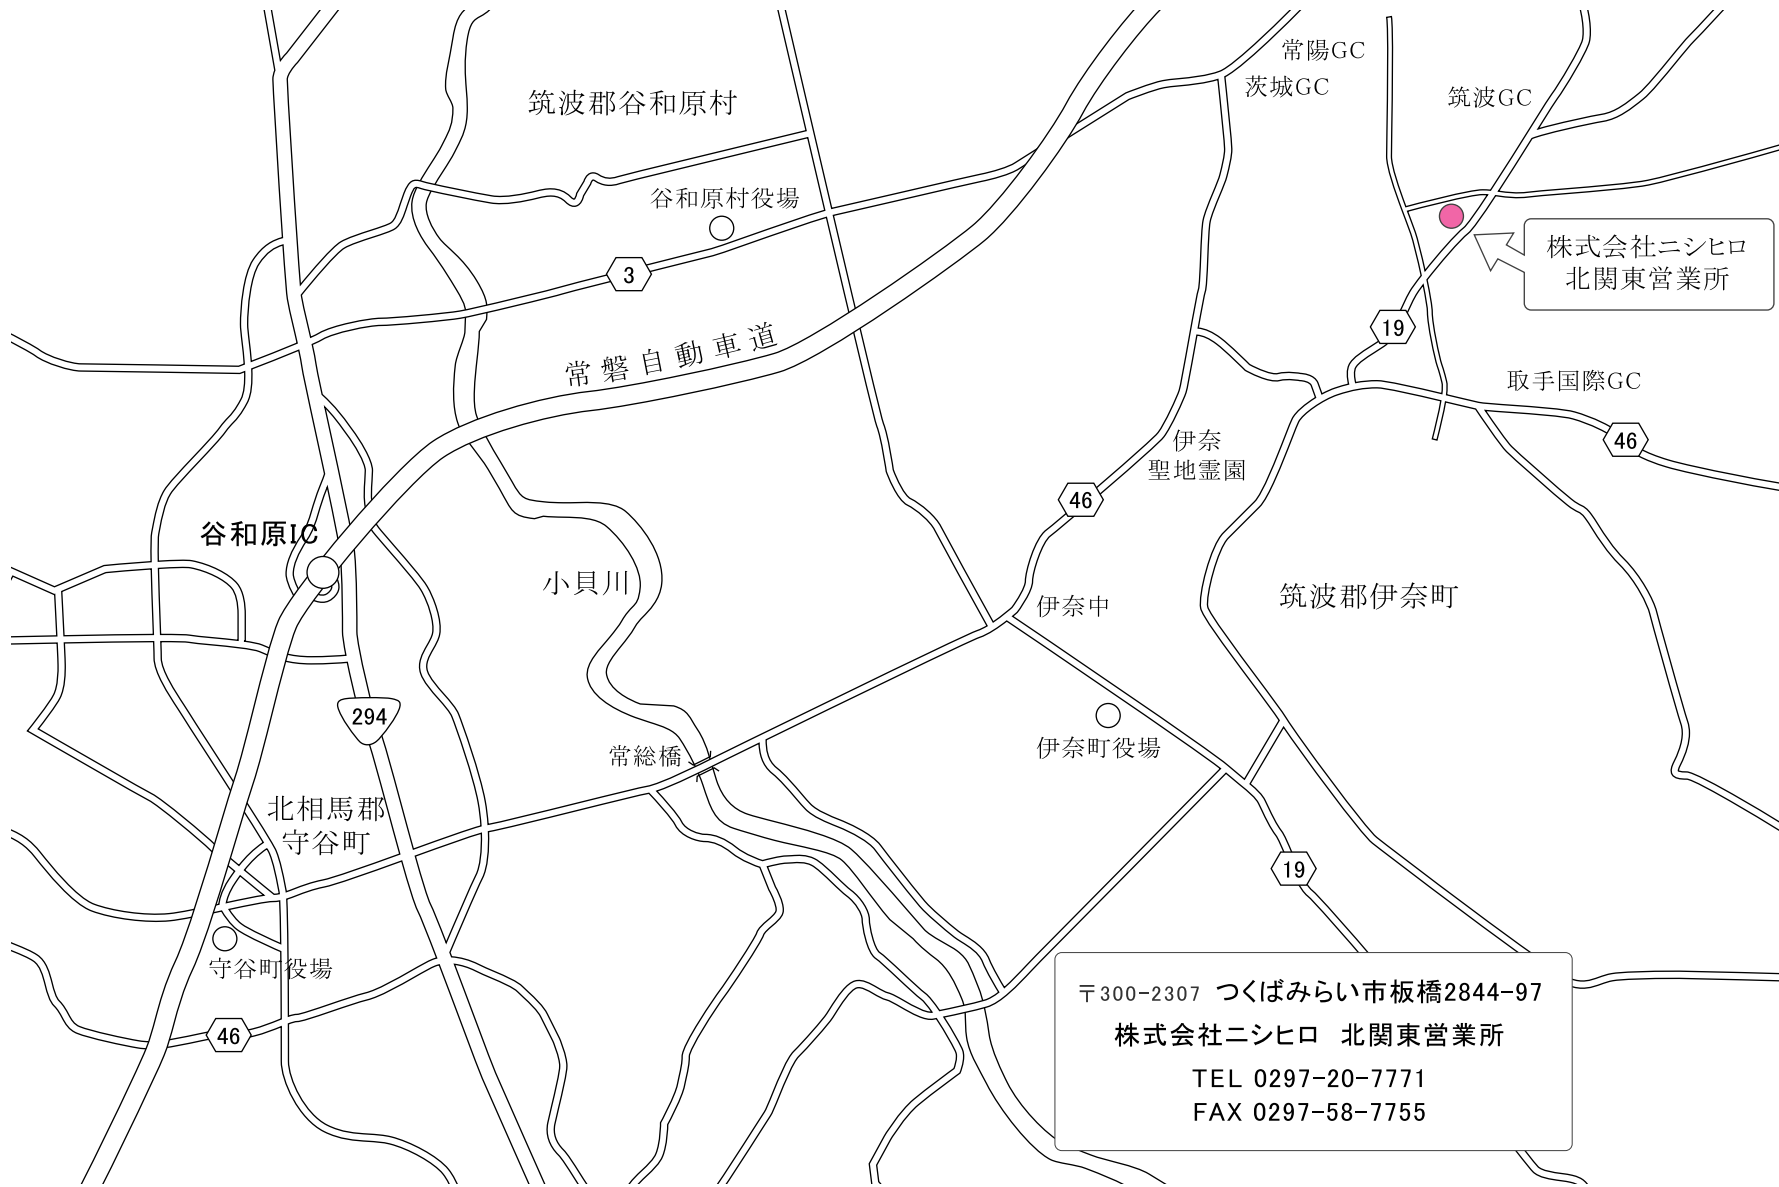 常陽GC
茨城GC
筑波GC
筑波郡谷和原村
谷和原村役場
3
株式会社ニシヒロ
北関東営業所
19
常磐自動車道
取手国際GC
46
伊奈
聖地霊園
46
谷和原IC
小貝川
伊奈中
筑波郡伊奈町
294
伊奈町役場
常総橋
北相馬郡
守谷町
19
守谷町役場
46
〒300-2307 つくばみらい市板橋2844-97
株式会社ニシヒロ 北関東営業所
TEL 0297-20-7771
FAX 0297-58-7755